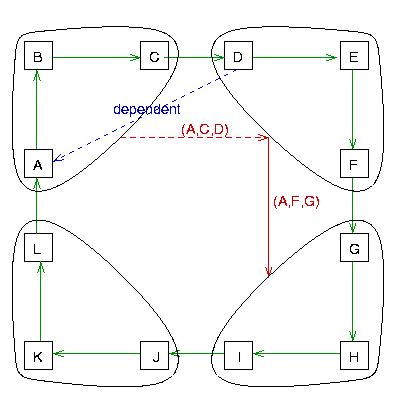 B C D E
dependent
(A,C,D)
A F
(A,F,G)
L G
K J I H